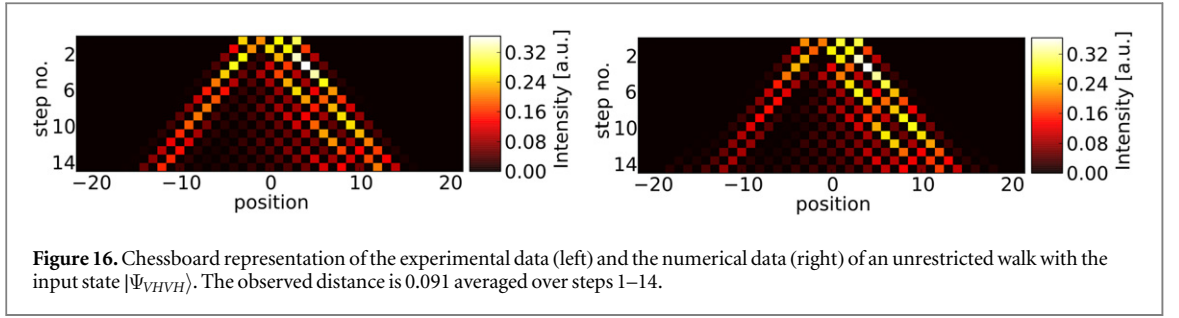 step no.
2
6
10
14
−20 −10 0 10 20
position
0.32
0.24
0.16
0.08
0.00
Intensity [a.u.]
step no.
2
6
10
14
−20 −10 0 10 20
position
0.32
0.24
0.16
0.08
0.00
Intensity [a.u.]
Figure 16. Chessboard representation of the experimental data (left) and the numerical data (right) of an unrestricted walk with the
input state |Ψ_VHVH⟩. The observed distance is 0.091 averaged over steps 1–14.